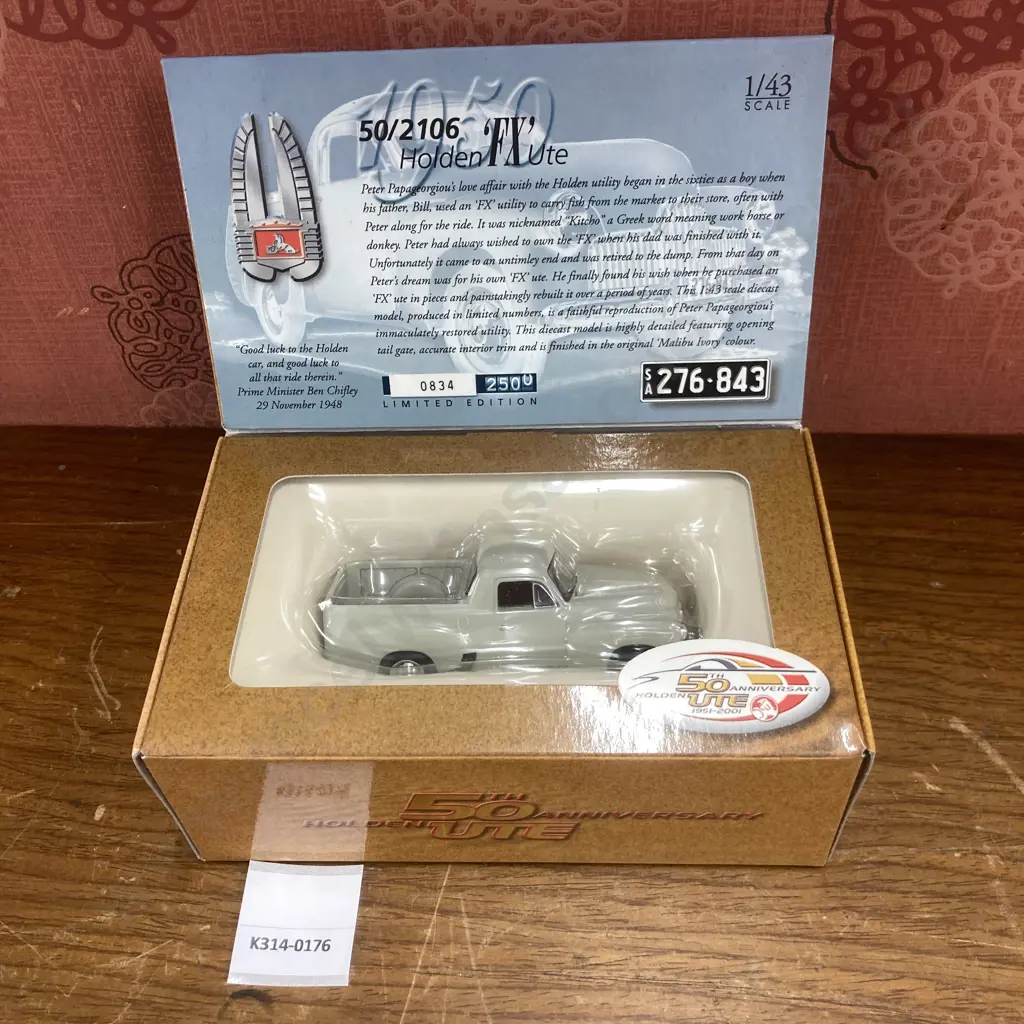 1950
1/43
SCALE
50/2106
Holden 'FX' Ute
Peter Papageorgiou's love affair with the Holden utility began in the sixties as a boy when
his father, Bill, used an 'FX' utility to carry fish from the market to their store, often with
Peter along for the ride. It was nicknamed "Kitcho" a Greek word meaning work horse or
donkey. Peter had always wished to own the 'FX' when his dad was finished with it.
Unfortunately it came to an untimely end and was retired to the dump. From that day on
Peter's dream was for his own 'FX' ute. He finally found his wish when he purchased an
'FX' ute in pieces and painstakingly rebuilt it over a period of years. This 1:43 scale diecast
model, produced in limited numbers, is a faithful reproduction of Peter Papageorgiou's
immaculately restored utility. This diecast model is highly detailed featuring opening
tail gate, accurate interior trim and is finished in the original 'Malibu Ivory' colour.
"Good luck to the Holden
car, and good luck to
all that ride therein."
Prime Minister Ben Chifley
29 November 1948
0834 2500
LIMITED EDITION
SA 276·843
50TH ANNIVERSARY
HOLDEN UTE
1951-2001
50TH ANNIVERSARY
HOLDEN UTE
K314-0176